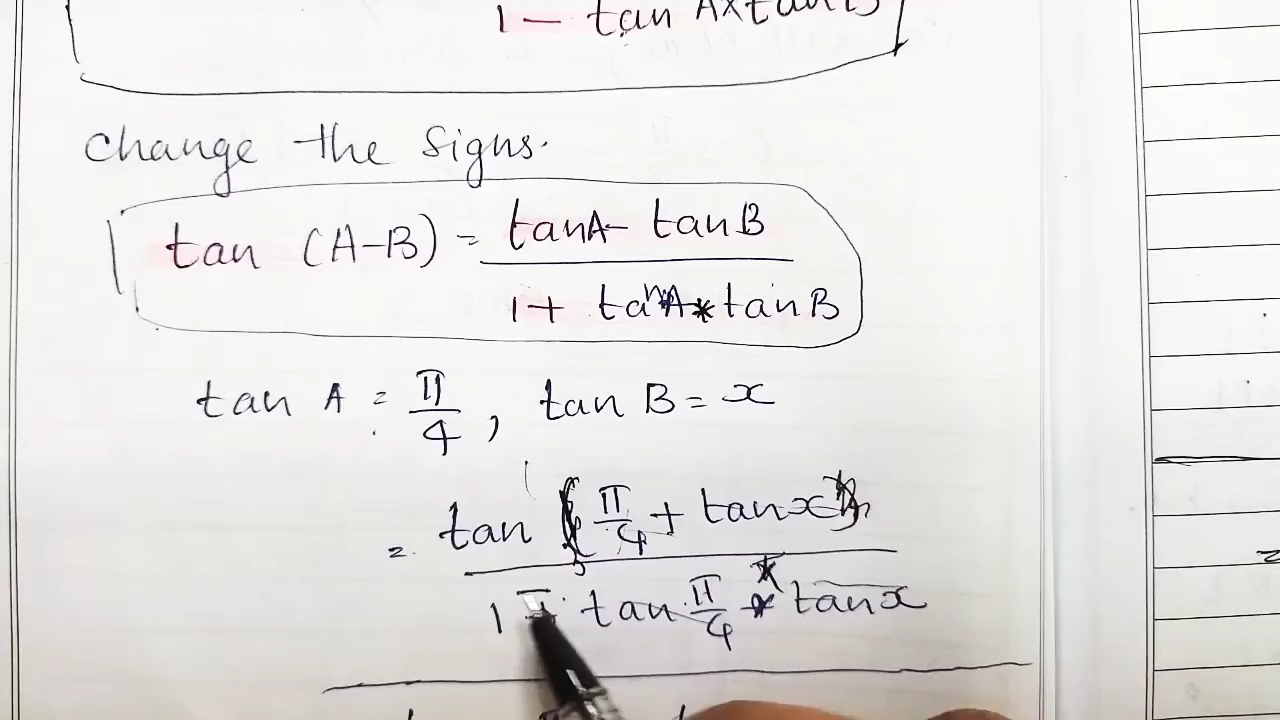 1 - tan A×tan B
change the signs.
tan (A-B) = tanA- tanB
1+ tanA*tanB
tan A = π/4, tan B = x
= tan π/4 + tanx
1 tan π/4 * tanx